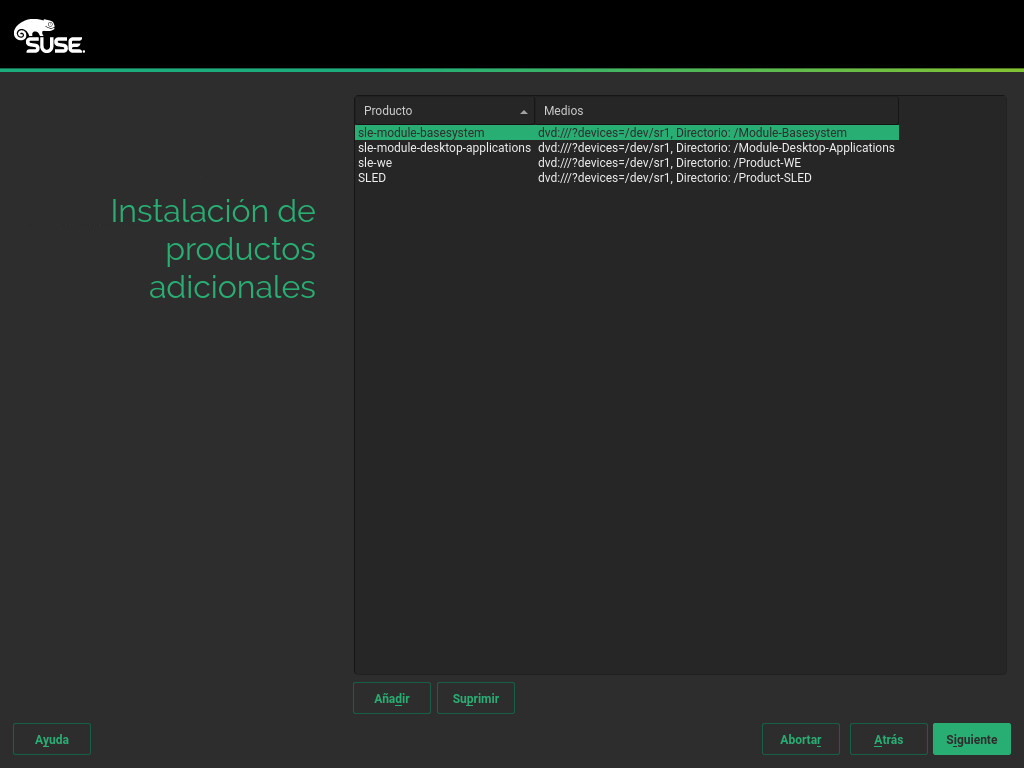 SUSE.
Instalación de
productos
adicionales
Producto Medios
sle-module-basesystem dvd:///?devices=/dev/sr1, Directorio: /Module-Basesystem
sle-module-desktop-applications dvd:///?devices=/dev/sr1, Directorio: /Module-Desktop-Applications
sle-we dvd:///?devices=/dev/sr1, Directorio: /Product-WE
SLED dvd:///?devices=/dev/sr1, Directorio: /Product-SLED
Añadir Suprimir
Ayuda Abortar Atrás Siguiente